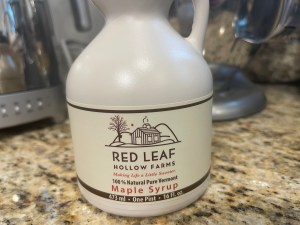 RED LEAF
HOLLOW FARMS
Making Life a Little Sweeter
100% Natural Pure Vermont
Maple Syrup
473 ml • One Pint • 16 fl oz